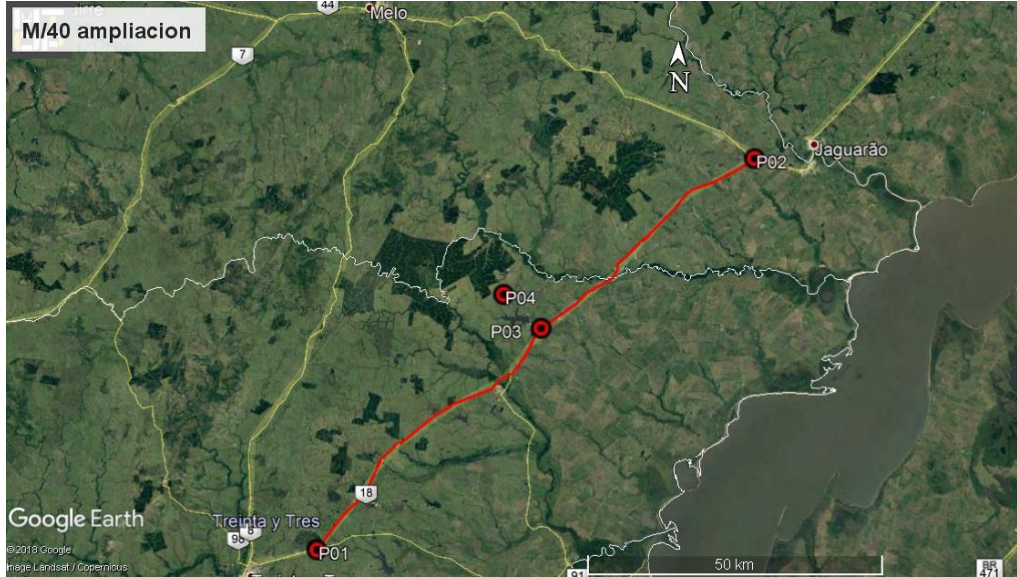 44
Melo
M/40 ampliacion
7
N
Jaguarão
P02
P04
P03
18
Google Earth
Treinta y Tres
8
98
P01
©2018 Google
50 km
Image Landsat / Copernicus
91
BR
471